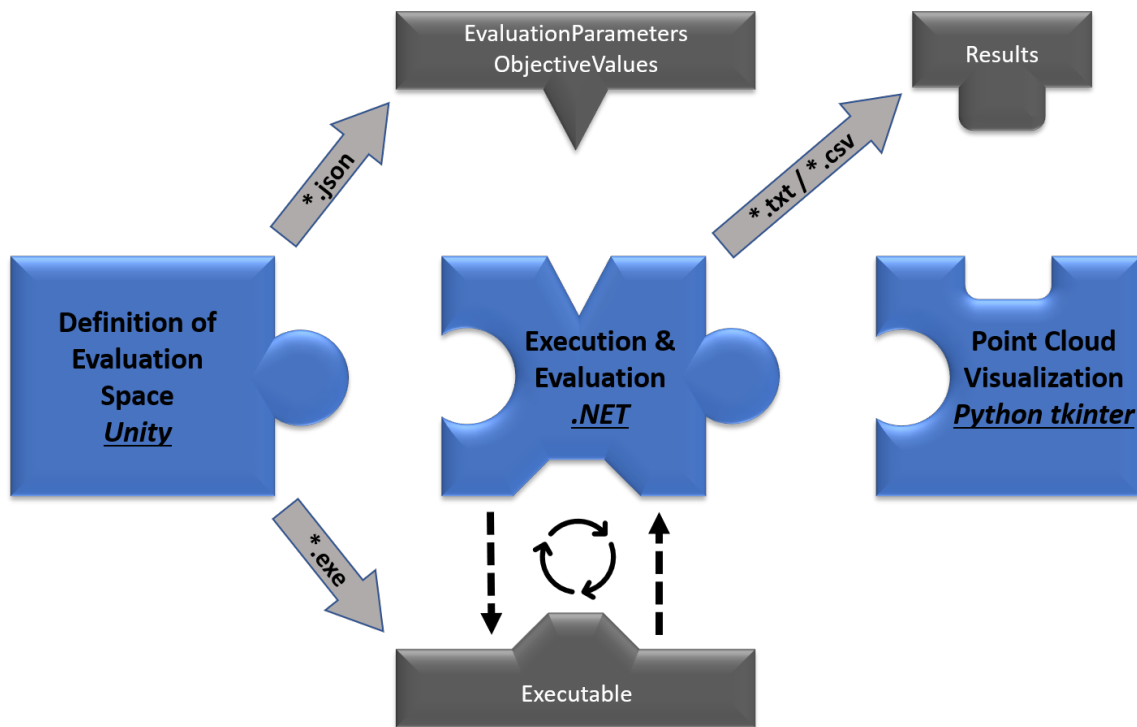 EvaluationParameters
ObjectiveValues
Results
* .json
* .txt / * .csv
Definition of
Evaluation
Space
Unity
Execution &
Evaluation
.NET
Point Cloud
Visualization
Python tkinter
*.exe
Executable